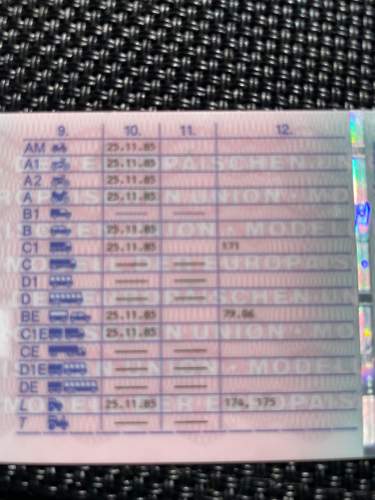 9. 10. 11. 12.
AM 25.11.85
A1 25.11.85
A2 25.11.85
A 25.11.85
B1 — —
B 25.11.85
C1 25.11.85 171
C — —
D1 — —
D — —
BE 25.11.85 79.06
C1E 25.11.85
CE — —
D1E — —
DE — —
L 25.11.85 174, 175
T — —